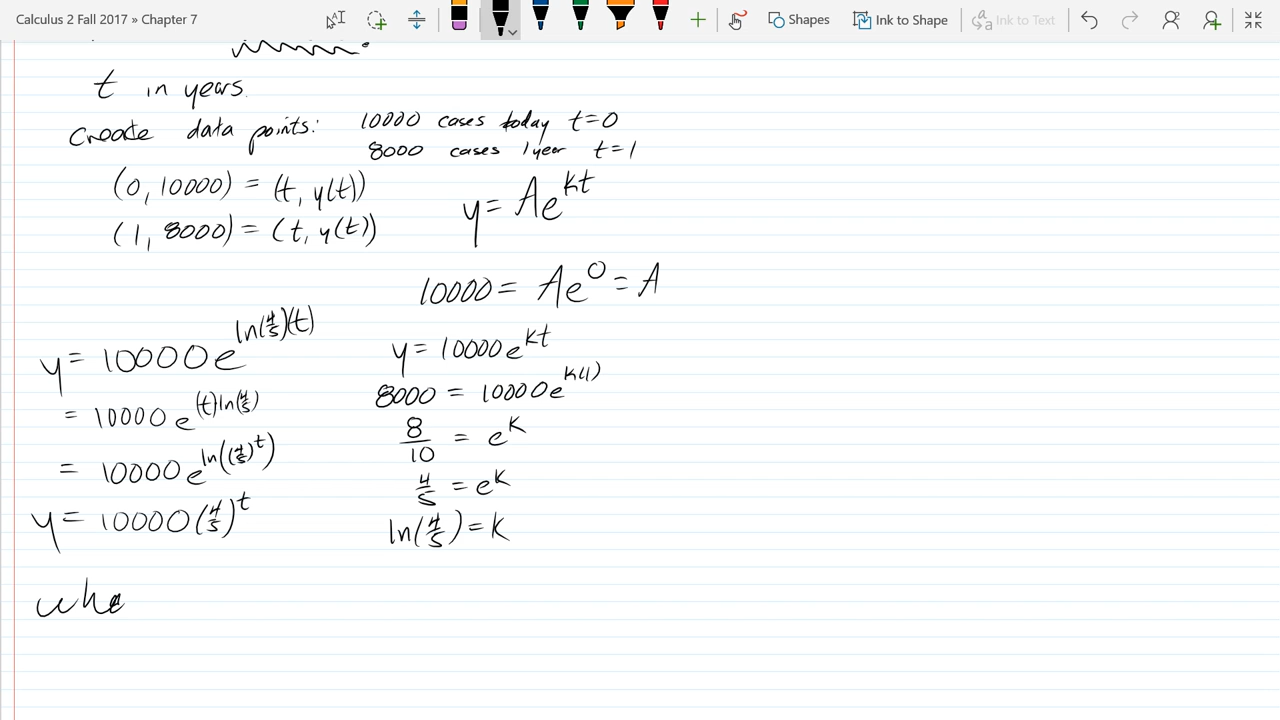 Calculus 2 Fall 2017 » Chapter 7
Shapes
Ink to Shape
Ink to Text
t in years.
Create data points: 10000 cases today t=0
8000 cases 1 year t=1
(0, 10000) = (t, y(t))
(1, 8000) = (t, y(t))
y = Ae^{kt}
10000 = Ae^0 = A
y = 10000e^{kt}
8000 = 10000e^{k(1)}
8/10 = e^k
4/5 = e^k
ln(4/5) = k
y = 10000e^{ln(4/5)(t)}
= 10000e^{(t)ln(4/5)}
= 10000e^{ln((4/5)^t)}
y = 10000(4/5)^t
whe